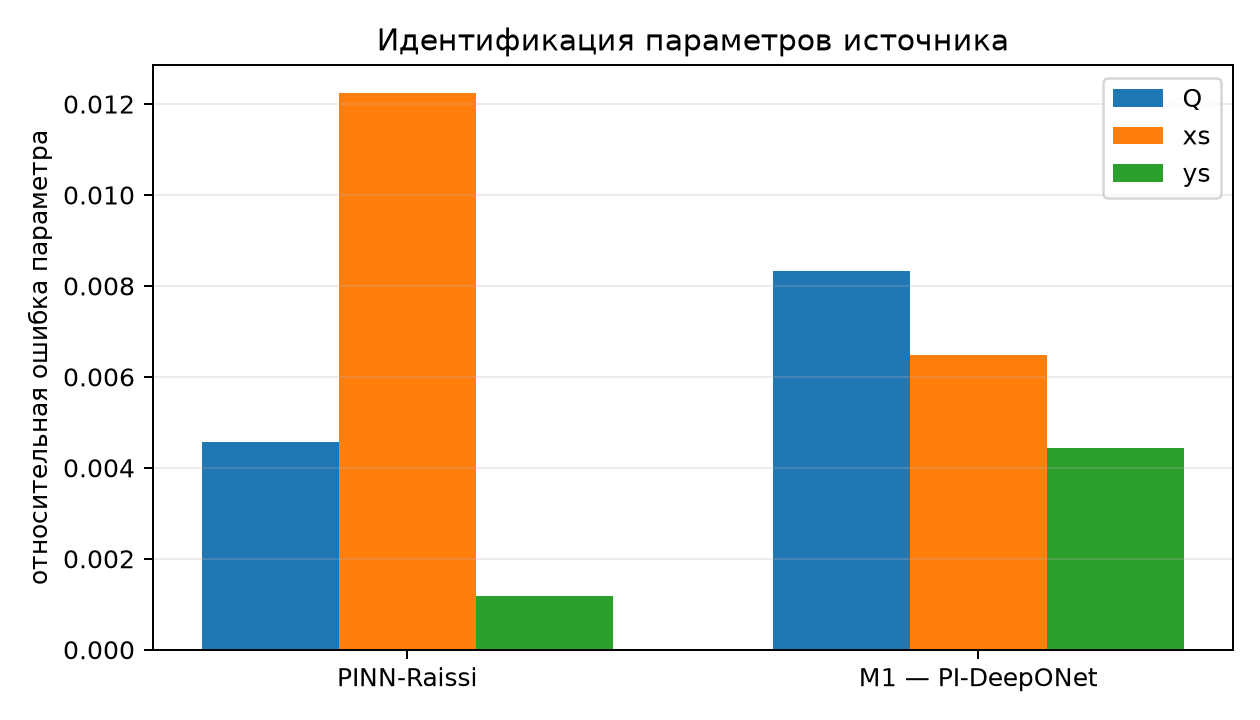 Идентификация параметров источника
относительная ошибка параметра
0.012
0.010
0.008
0.006
0.004
0.002
0.000
Q
xs
ys
PINN-Raissi
M1 — PI-DeepONet